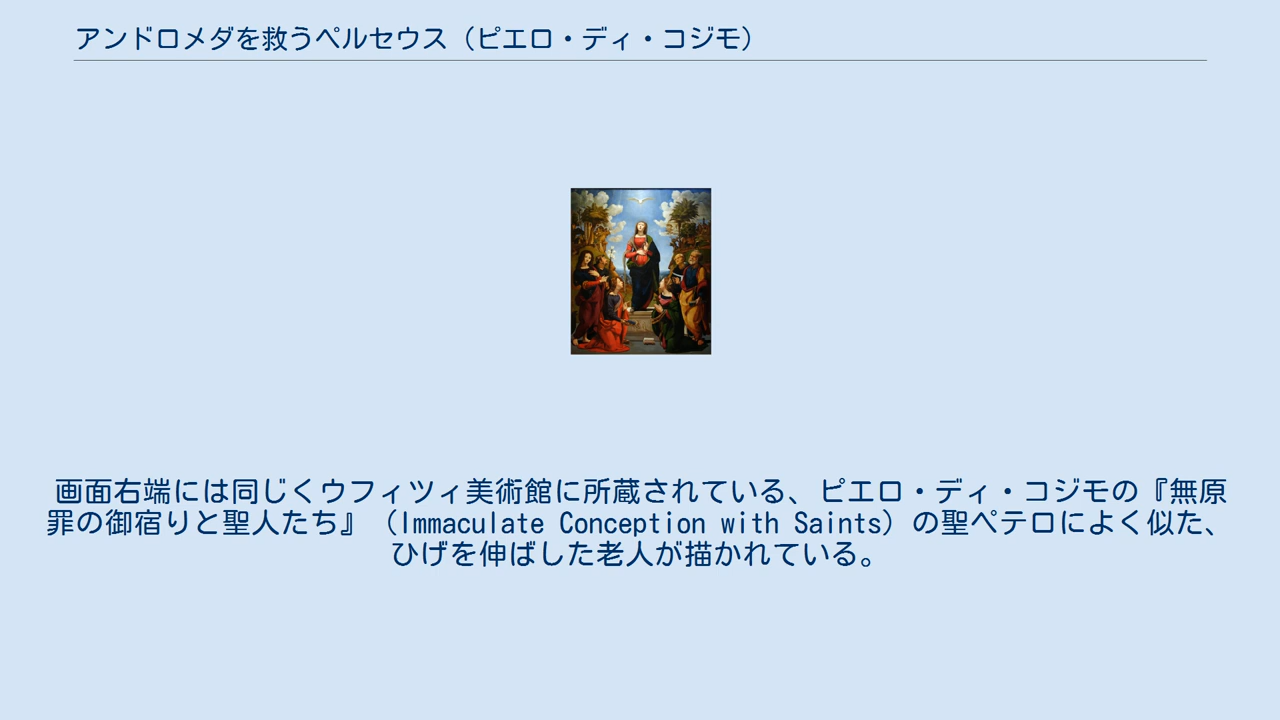 アンドロメダを救うペルセウス（ピエロ・ディ・コジモ）
画面右端には同じくウフィツィ美術館に所蔵されている、ピエロ・ディ・コジモの『無原
罪の御宿りと聖人たち』（Immaculate Conception with Saints）の聖ペテロによく似た、
ひげを伸ばした老人が描かれている。